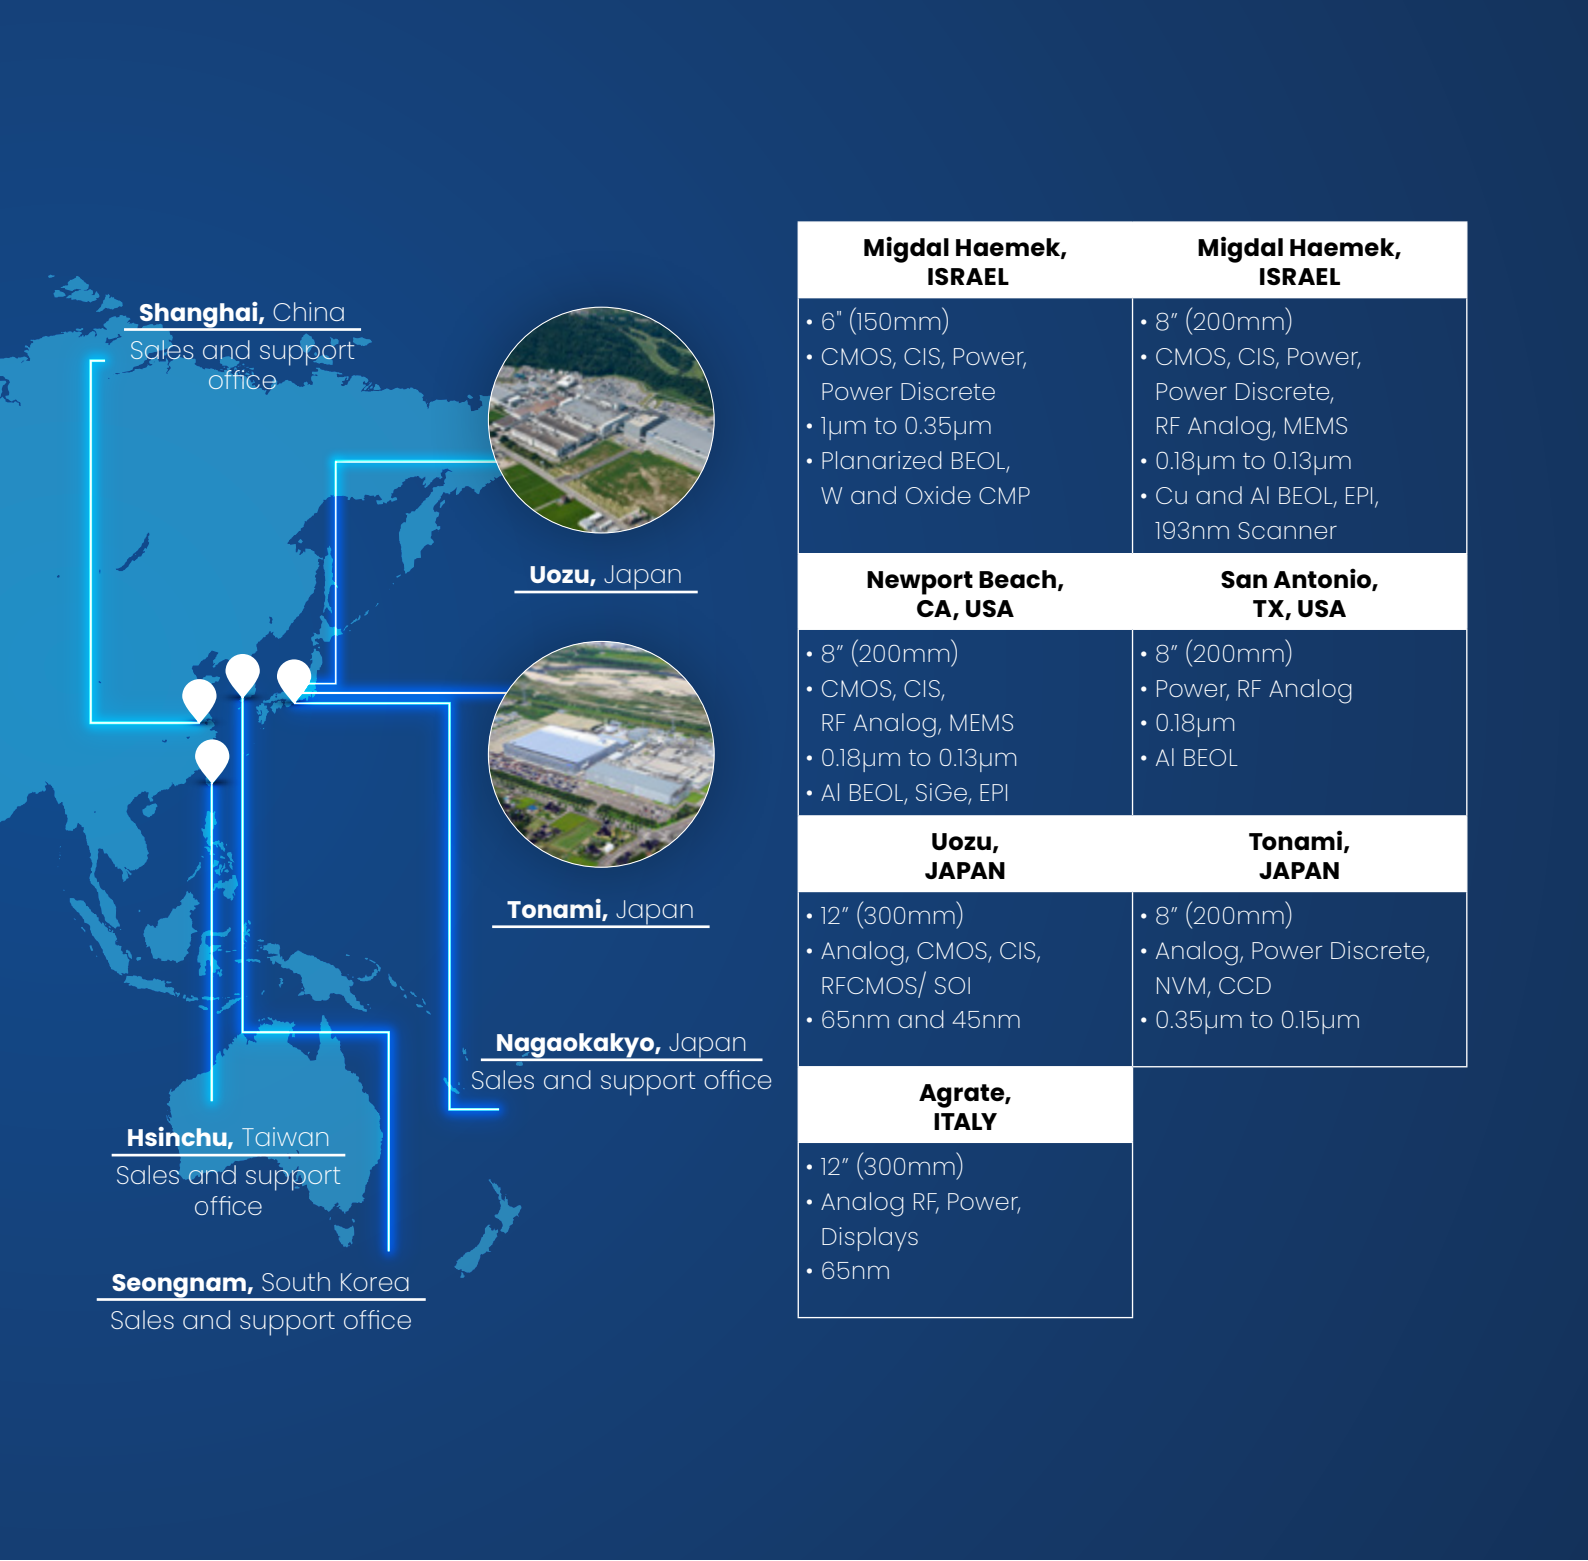 Shanghai, China
Sales and support
office
Uozu, Japan
Tonami, Japan
Nagaokakyo, Japan
Sales and support office
Hsinchu, Taiwan
Sales and support
office
Seongnam, South Korea
Sales and support office
Migdal Haemek,
ISRAEL
• 6" (150mm)
• CMOS, CIS, Power,
Power Discrete
• 1µm to 0.35µm
• Planarized BEOL,
W and Oxide CMP
Migdal Haemek,
ISRAEL
• 8” (200mm)
• CMOS, CIS, Power,
Power Discrete,
RF Analog, MEMS
• 0.18µm to 0.13µm
• Cu and Al BEOL, EPI,
193nm Scanner
Newport Beach,
CA, USA
• 8” (200mm)
• CMOS, CIS,
RF Analog, MEMS
• 0.18µm to 0.13µm
• Al BEOL, SiGe, EPI
San Antonio,
TX, USA
• 8” (200mm)
• Power, RF Analog
• 0.18µm
• Al BEOL
Uozu,
JAPAN
• 12” (300mm)
• Analog, CMOS, CIS,
RFCMOS/ SOI
• 65nm and 45nm
Tonami,
JAPAN
• 8” (200mm)
• Analog, Power Discrete,
NVM, CCD
• 0.35µm to 0.15µm
Agrate,
ITALY
• 12” (300mm)
• Analog RF, Power,
Displays
• 65nm